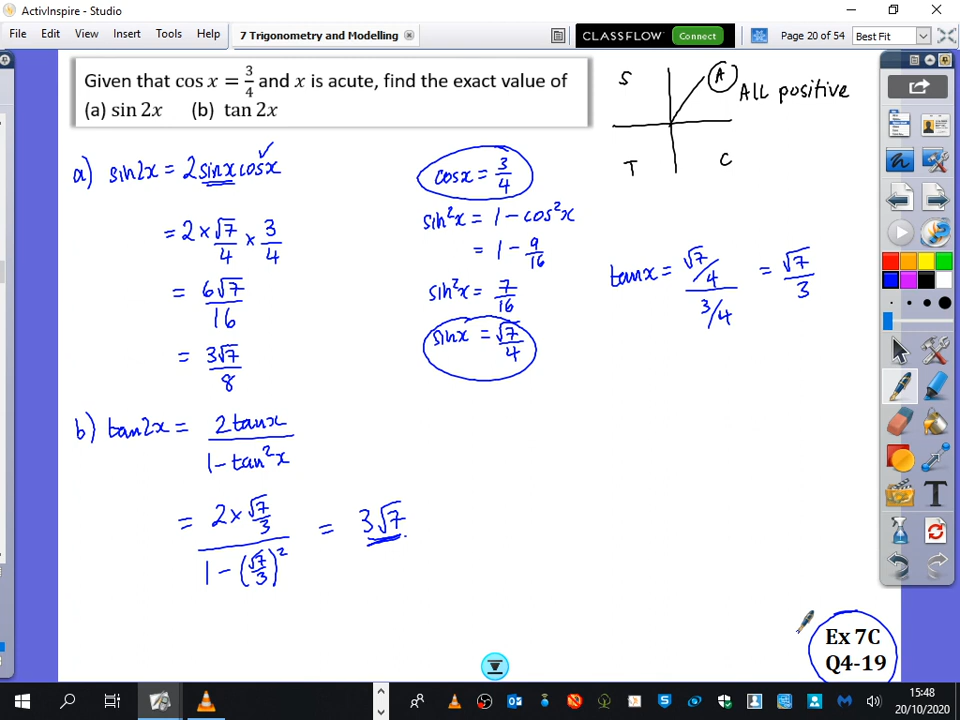 ActivInspire - Studio
File Edit View Insert Tools Help
7 Trigonometry and Modelling
CLASSFLOW Connect
Page 20 of 54
Best Fit
Given that cos x = 3/4 and x is acute, find the exact value of
(a) sin 2x (b) tan 2x
S A All positive
T C
a) sin2x = 2sinxcosx ✓
= 2 × √7/4 × 3/4
= 6√7/16
= 3√7/8
cosx = 3/4
sin²x = 1 - cos²x
= 1 - 9/16
sin²x = 7/16
sinx = √7/4
tanx = (√7/4)/(3/4) = √7/3
b) tan2x = 2tanx/(1 - tan²x)
= (2 × √7/3)/(1 - (√7/3)²) = 3√7.
Ex 7C
Q4-19
15:48
20/10/2020